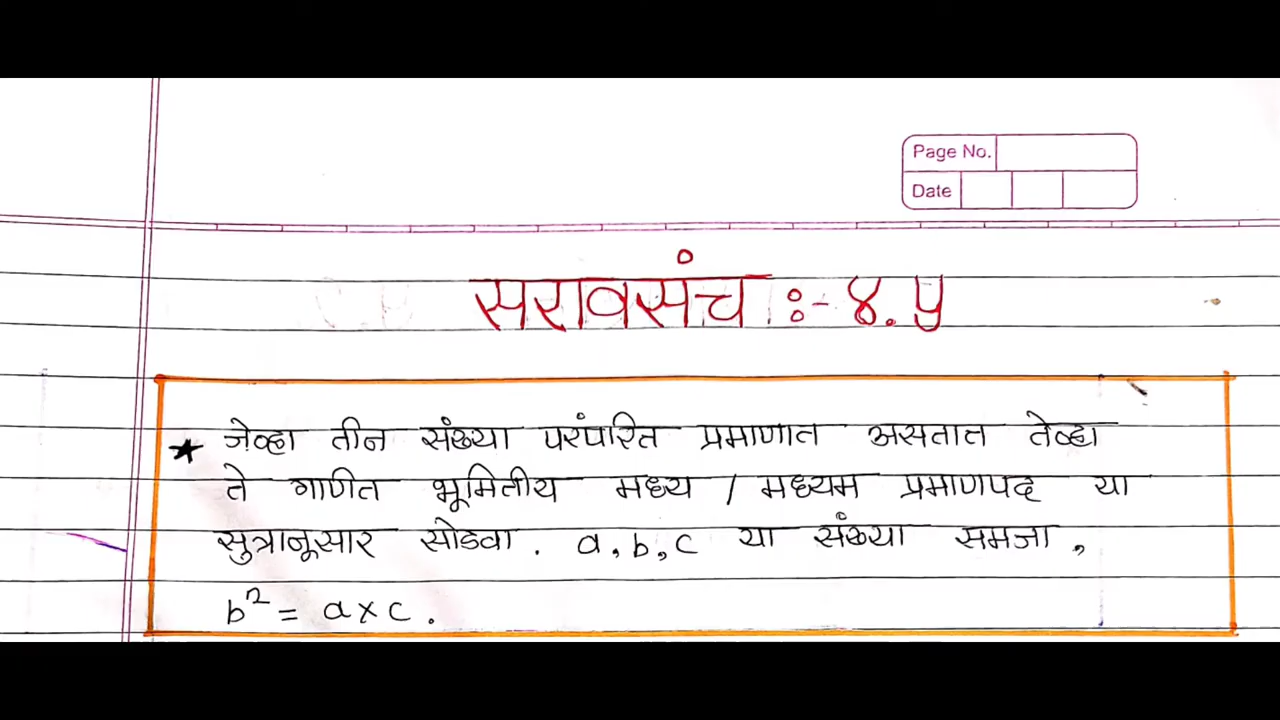 Page No.
Date
सरावसंच :- ४.५
★ जेव्हा तीन संख्या परंपरित प्रमाणात असतात तेव्हा
ते गाणित भूमितीय मध्य / मध्यम प्रमाणपद या
सुत्रानूसार सोडवा. a, b, c या संख्या समजा,
b² = a × c.